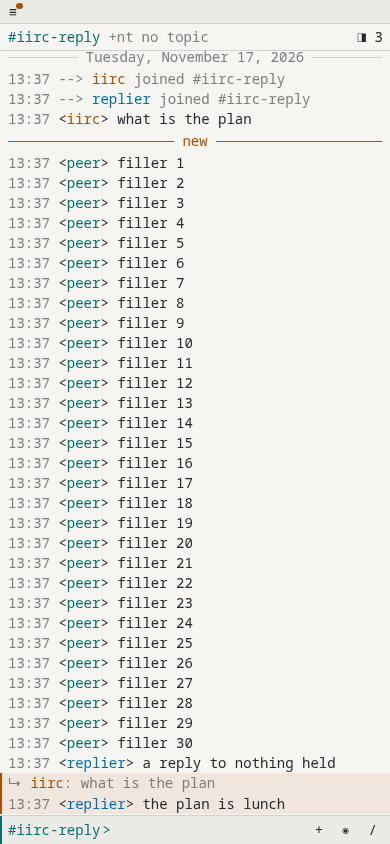 ≡
#iirc-reply +nt no topic ◨ 3
Tuesday, November 17, 2026
13:37 --> iirc joined #iirc-reply
13:37 --> replier joined #iirc-reply
13:37 <iirc> what is the plan
new
13:37 <peer> filler 1
13:37 <peer> filler 2
13:37 <peer> filler 3
13:37 <peer> filler 4
13:37 <peer> filler 5
13:37 <peer> filler 6
13:37 <peer> filler 7
13:37 <peer> filler 8
13:37 <peer> filler 9
13:37 <peer> filler 10
13:37 <peer> filler 11
13:37 <peer> filler 12
13:37 <peer> filler 13
13:37 <peer> filler 14
13:37 <peer> filler 15
13:37 <peer> filler 16
13:37 <peer> filler 17
13:37 <peer> filler 18
13:37 <peer> filler 19
13:37 <peer> filler 20
13:37 <peer> filler 21
13:37 <peer> filler 22
13:37 <peer> filler 23
13:37 <peer> filler 24
13:37 <peer> filler 25
13:37 <peer> filler 26
13:37 <peer> filler 27
13:37 <peer> filler 28
13:37 <peer> filler 29
13:37 <peer> filler 30
13:37 <replier> a reply to nothing held
↳ iirc: what is the plan
13:37 <replier> the plan is lunch
#iirc-reply> + ◉ /